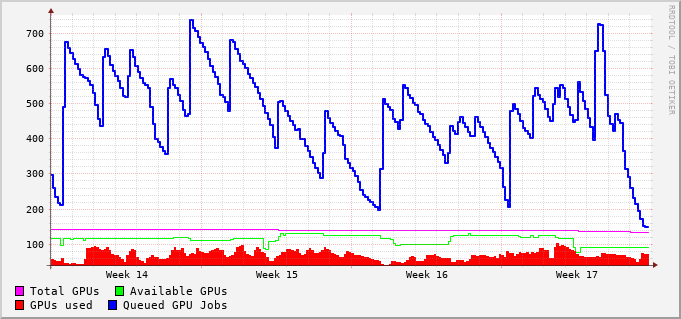 RRDTOOL / TOBI OETIKER
700
600
500
400
300
200
100
Week 14 Week 15 Week 16 Week 17
Total GPUs Available GPUs
GPUs used Queued GPU Jobs